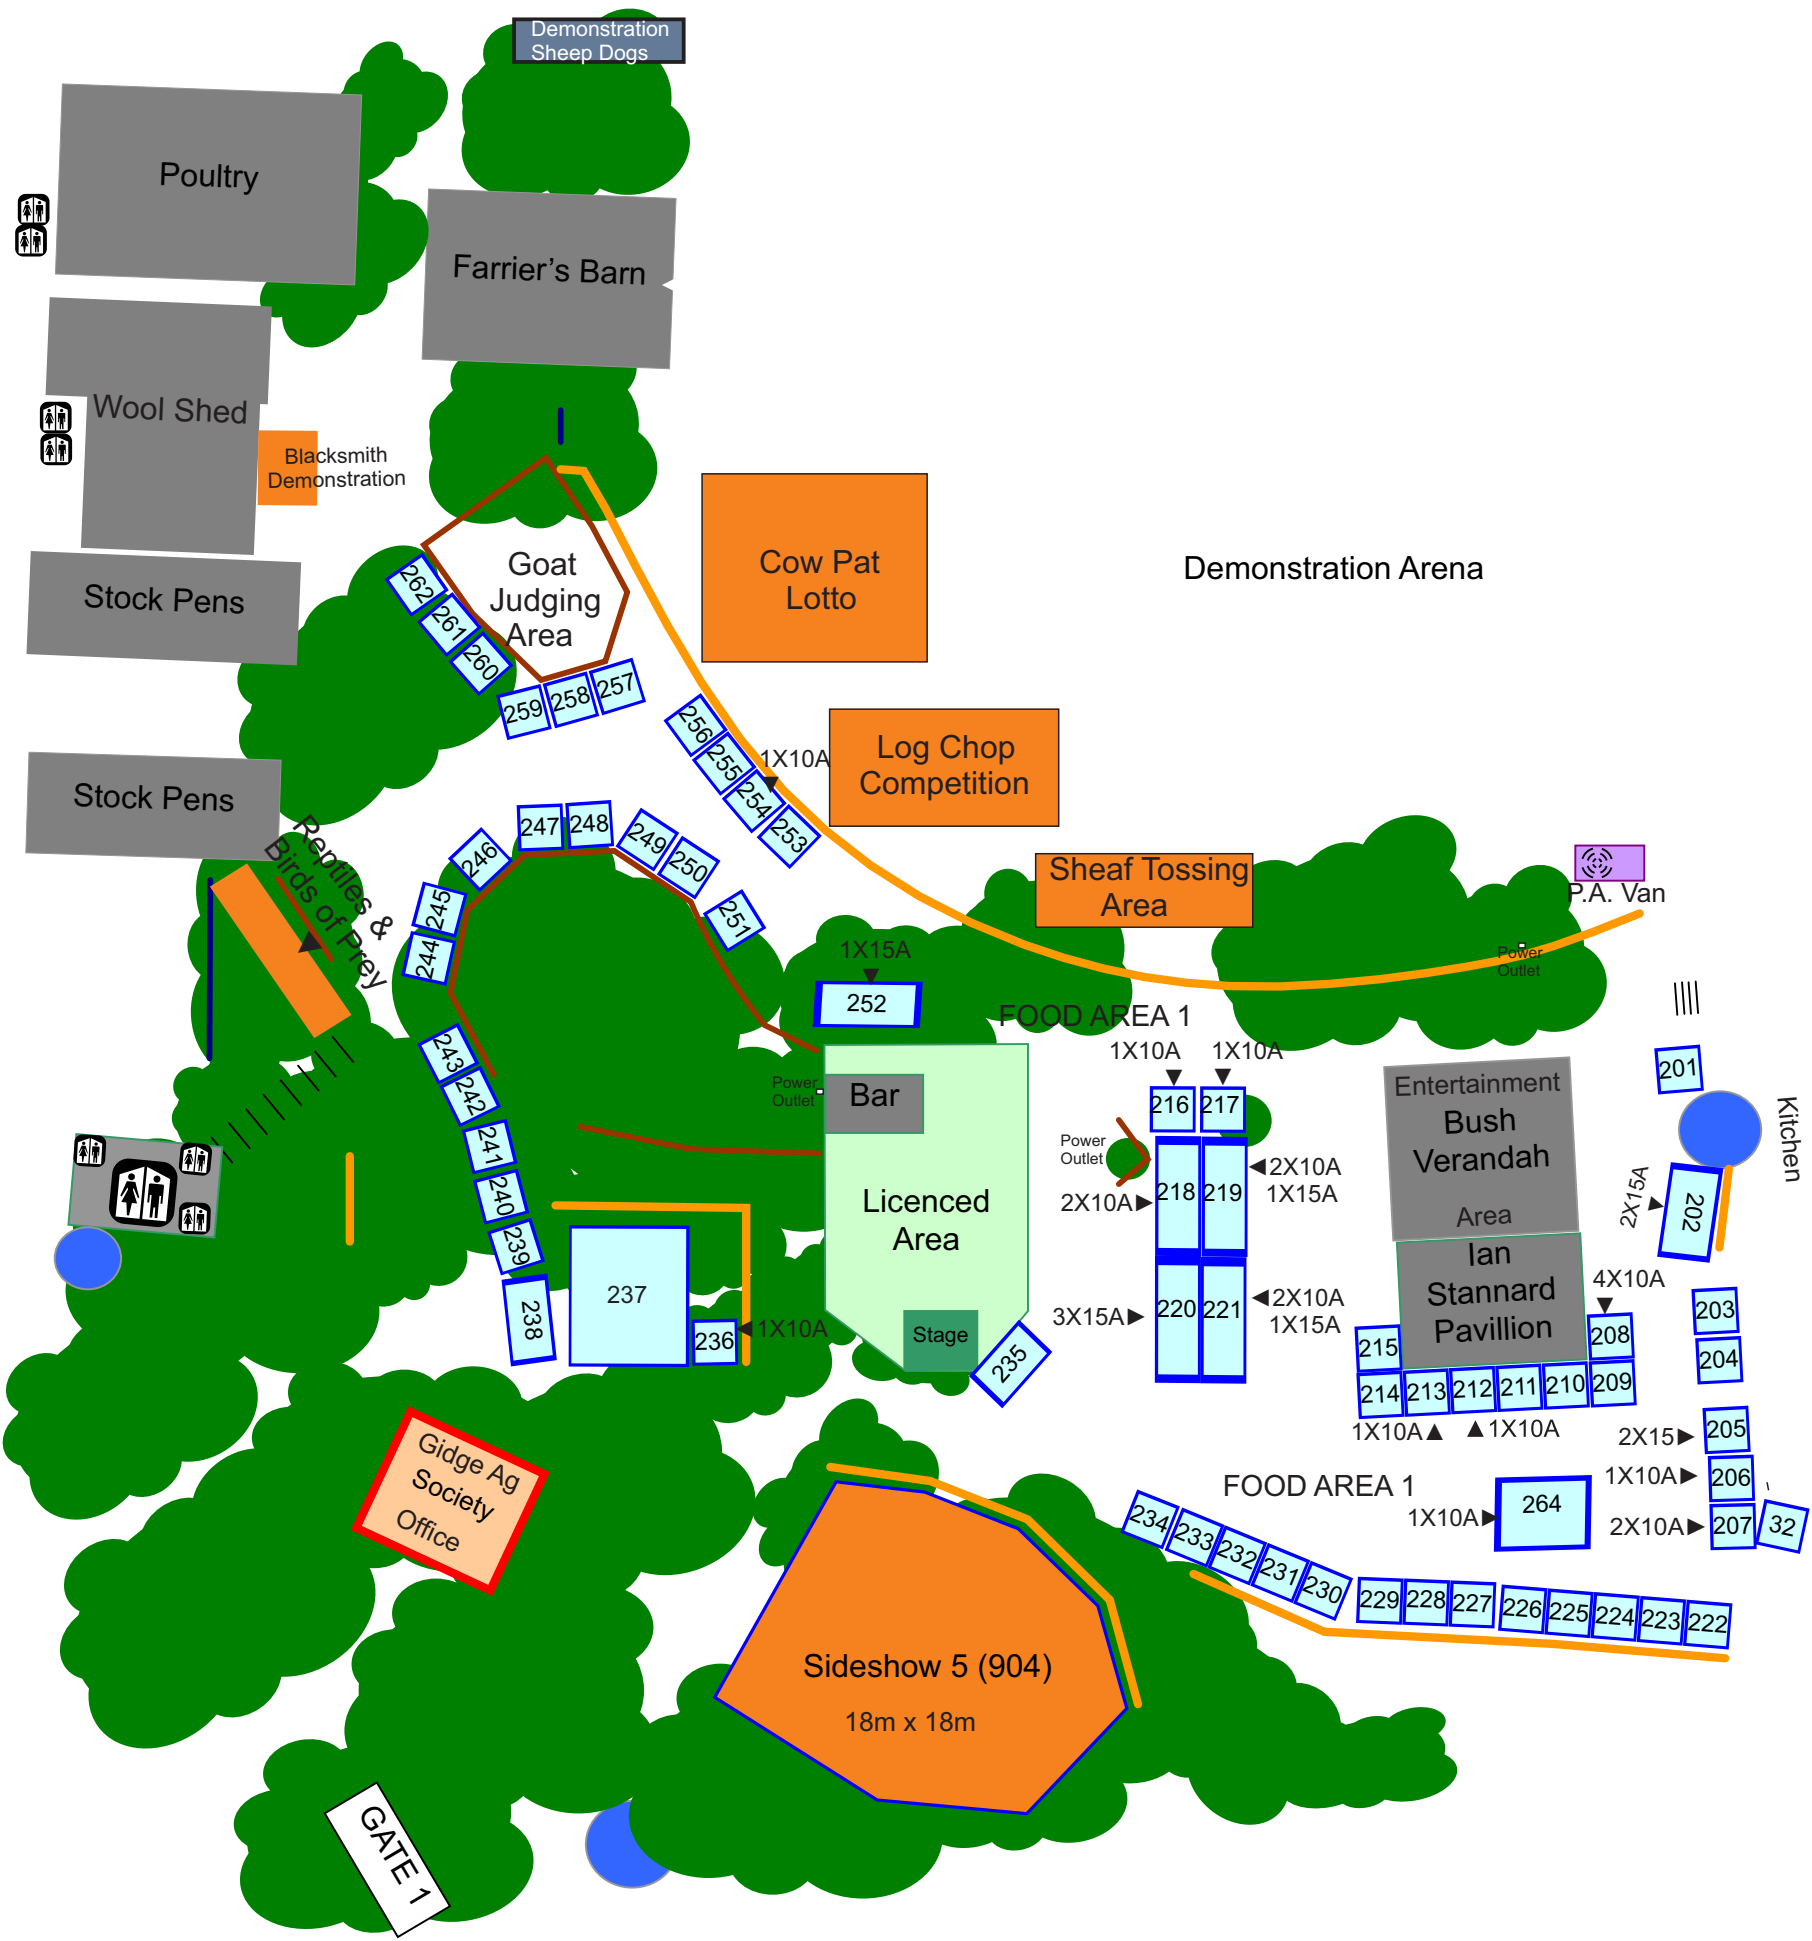 Demonstration
Sheep Dogs
Poultry
Farrier's Barn
Wool Shed
Blacksmith
Demonstration
Stock Pens
Goat
Judging
Area
Cow Pat
Lotto
Demonstration Arena
262
261
260
259
258
257
256
255
254
253
1X10A
Log Chop
Competition
Stock Pens
Reptiles &
Birds of Prey
247
248
249
250
251
246
245
244
243
242
241
240
239
238
237
236
1X10A
Sheaf Tossing
Area
P.A. Van
Power
Outlet
1X15A
252
FOOD AREA 1
1X10A
1X10A
216
217
Power
Outlet
Bar
Licenced
Area
Stage
235
Power
Outlet
2X10A
218
219
2X10A
1X15A
3X15A
220
221
2X10A
1X15A
Entertainment
Bush
Verandah
Area
Ian
Stannard
Pavillion
201
Kitchen
2X15A
202
4X10A
208
203
204
215
214
213
212
211
210
209
1X10A
1X10A
2X15
205
1X10A
206
2X10A
207
32
FOOD AREA 1
1X10A
264
234
233
232
231
230
229
228
227
226
225
224
223
222
Gidge Ag
Society
Office
Sideshow 5 (904)
18m x 18m
GATE 1